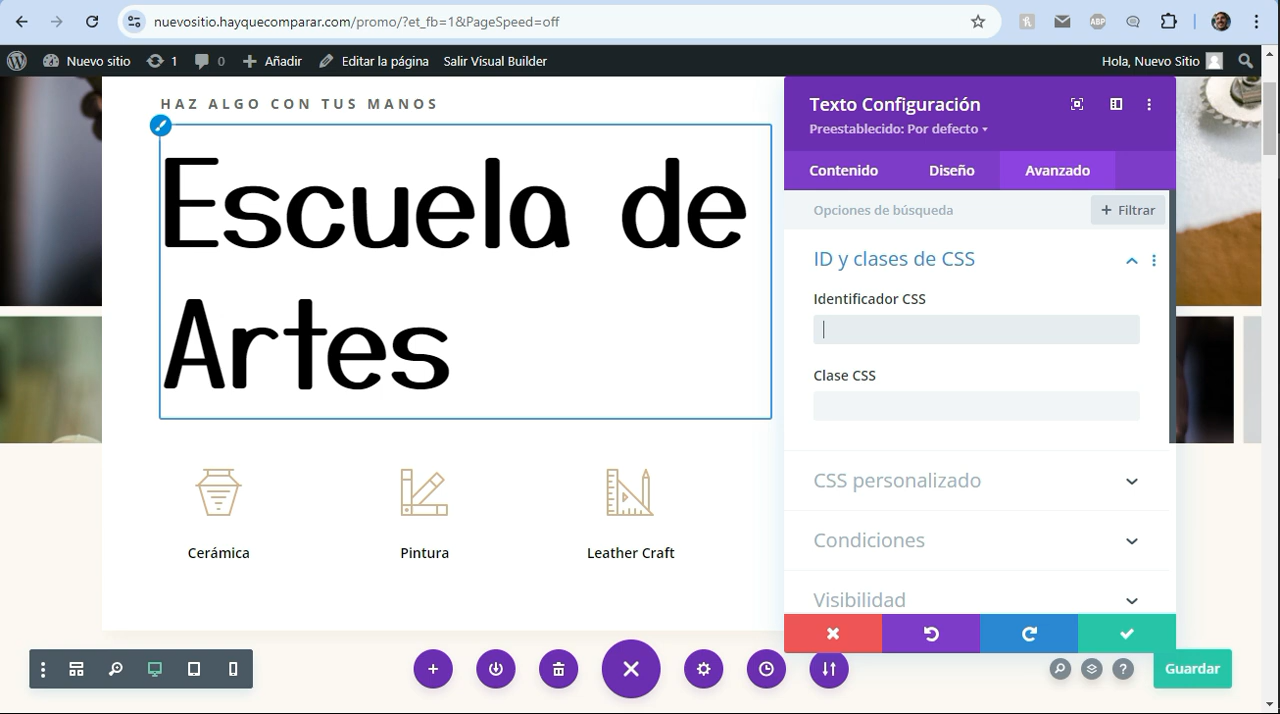 nuevositio.hayquecomparar.com/promo/?et_fb=1&PageSpeed=off
ABP
Nuevo sitio
1
0
Añadir
Editar la página
Salir Visual Builder
Hola, Nuevo Sitio
HAZ ALGO CON TUS MANOS
Escuela de
Artes
Cerámica
Pintura
Leather Craft
Texto Configuración
Preestablecido: Por defecto
Contenido
Diseño
Avanzado
Opciones de búsqueda
+ Filtrar
ID y clases de CSS
Identificador CSS
Clase CSS
CSS personalizado
Condiciones
Visibilidad
?
Guardar